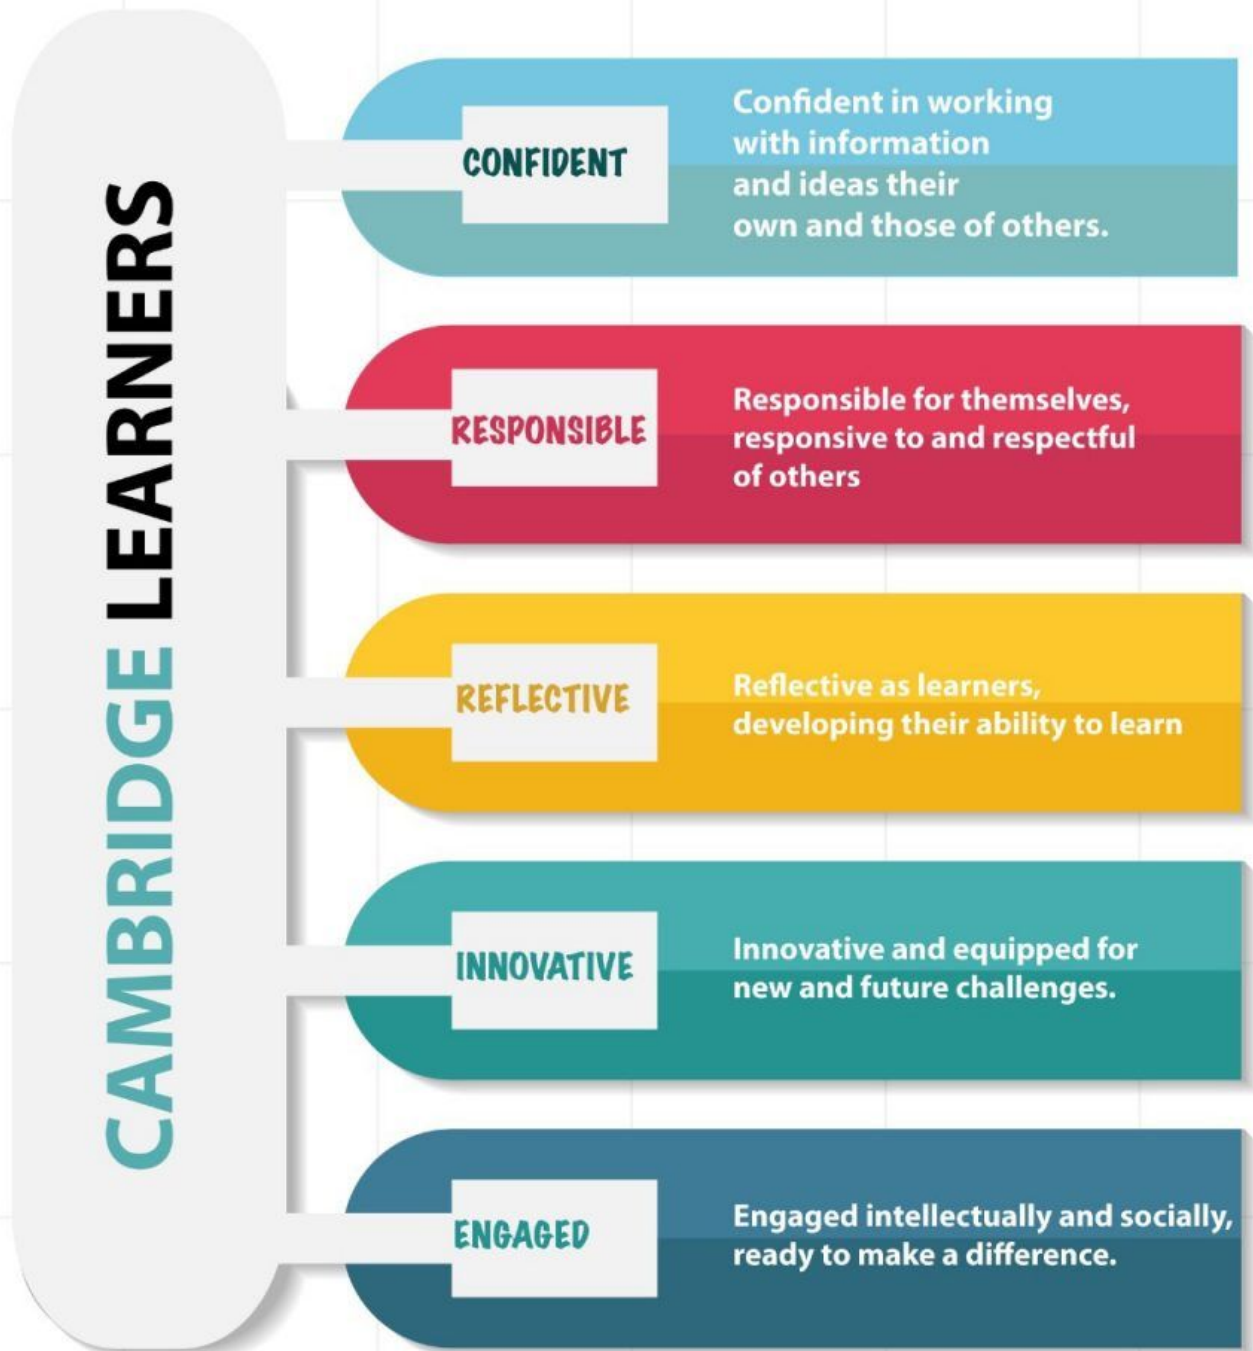 CAMBRIDGE LEARNERS
CONFIDENT
Confident in working
with information
and ideas their
own and those of others.
RESPONSIBLE
Responsible for themselves,
responsive to and respectful
of others
REFLECTIVE
Reflective as learners,
developing their ability to learn
INNOVATIVE
Innovative and equipped for
new and future challenges.
ENGAGED
Engaged intellectually and socially,
ready to make a difference.